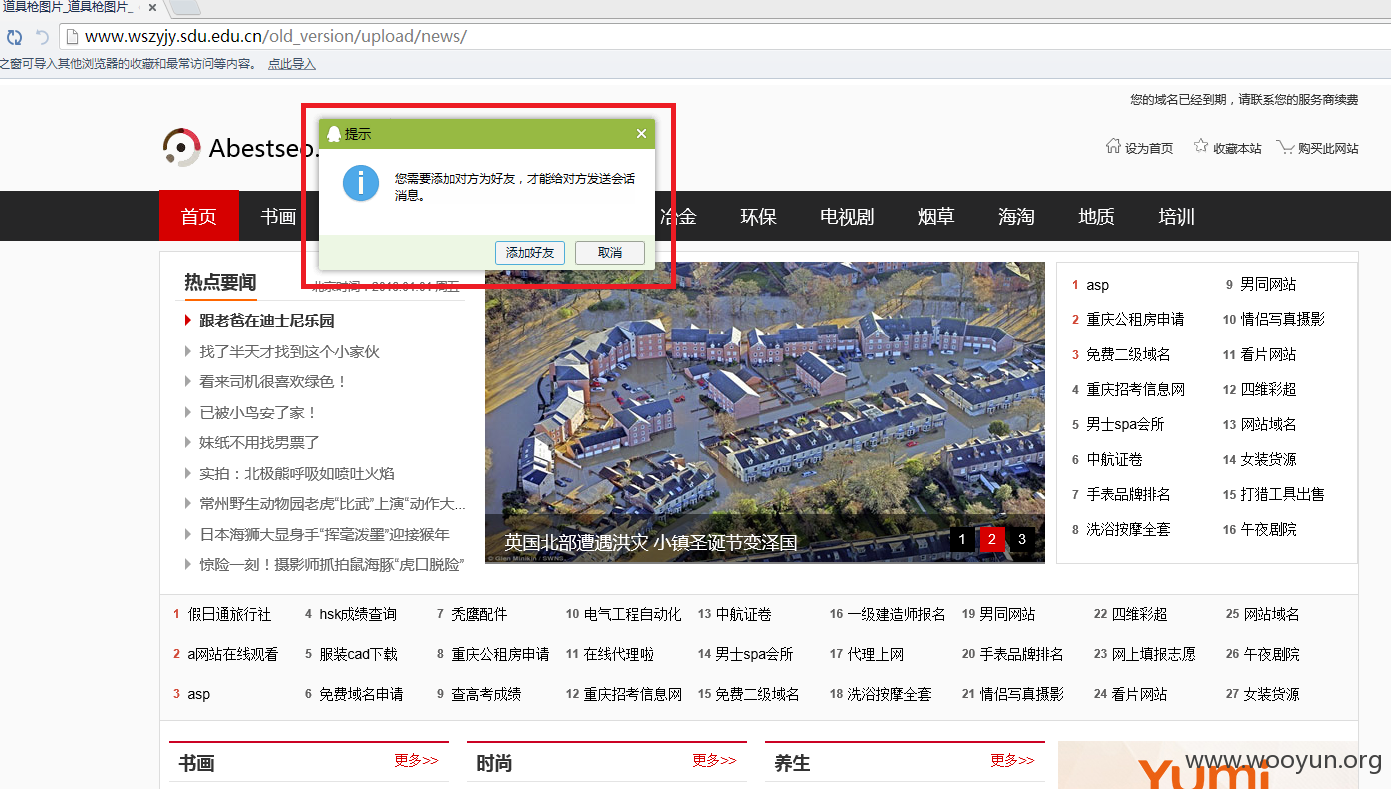 道具枪图片_道具枪图片_
www.wszyjy.sdu.edu.cn/old_version/upload/news/
之窗可导入其他浏览器的收藏和最常访问等内容。 点此导入
您的域名已经到期，请联系您的服务商续费
Abestseo.
设为首页 收藏本站 购买此网站
提示
您需要添加对方为好友，才能给对方发送会话
消息。
添加好友 取消
首页 书画 冶金 环保 电视剧 烟草 海淘 地质 培训
热点要闻
跟老爸在迪士尼乐园
找了半天才找到这个小家伙
看来司机很喜欢绿色！
已被小鸟安了家！
妹纸不用找男票了
实拍：北极熊呼吸如喷吐火焰
常州野生动物园老虎“比武”上演“动作大...
日本海狮大显身手“挥毫泼墨”迎接猴年
惊险一刻！摄影师抓拍鼠海豚“虎口脱险”
英国北部遭遇洪灾 小镇圣诞节变泽国
1 2 3
1 asp 9 男同网站
2 重庆公租房申请 10 情侣写真摄影
3 免费二级域名 11 看片网站
4 重庆招考信息网 12 四维彩超
5 男士spa会所 13 网站域名
6 中航证卷 14 女装货源
7 手表品牌排名 15 打猎工具出售
8 洗浴按摩全套 16 午夜剧院
1 假日通旅行社 4 hsk成绩查询 7 秃鹰配件 10 电气工程自动化 13 中航证卷 16 一级建造师报名 19 男同网站 22 四维彩超 25 网站域名
2 a网站在线观看 5 服装cad下载 8 重庆公租房申请 11 在线代理啦 14 男士spa会所 17 代理上网 20 手表品牌排名 23 网上填报志愿 26 午夜剧院
3 asp 6 免费域名申请 9 查高考成绩 12 重庆招考信息网 15 免费二级域名 18 洗浴按摩全套 21 情侣写真摄影 24 看片网站 27 女装货源
书画 更多>> 时尚 更多>> 养生 更多>>
Yumi
www.wooyun.org